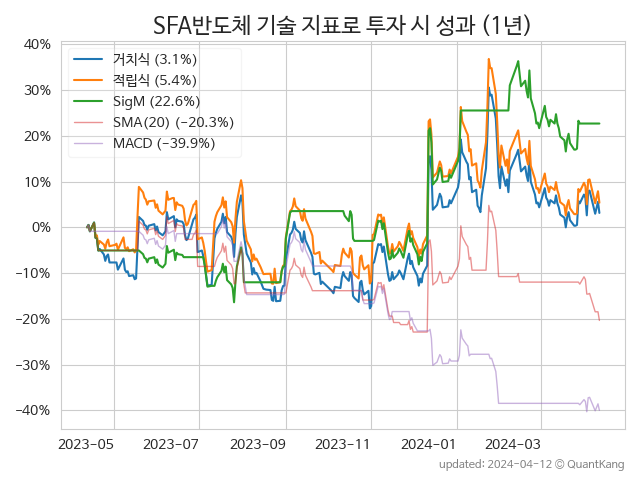 SFA반도체 기술 지표로 투자 시 성과 (1년)
40%
30%
20%
10%
0%
−10%
−20%
−30%
−40%
거치식 (3.1%)
적립식 (5.4%)
SigM (22.6%)
SMA(20) (−20.3%)
MACD (−39.9%)
2023−05
2023−07
2023−09
2023−11
2024−01
2024−03
updated: 2024−04−12 ⓒ QuantKang